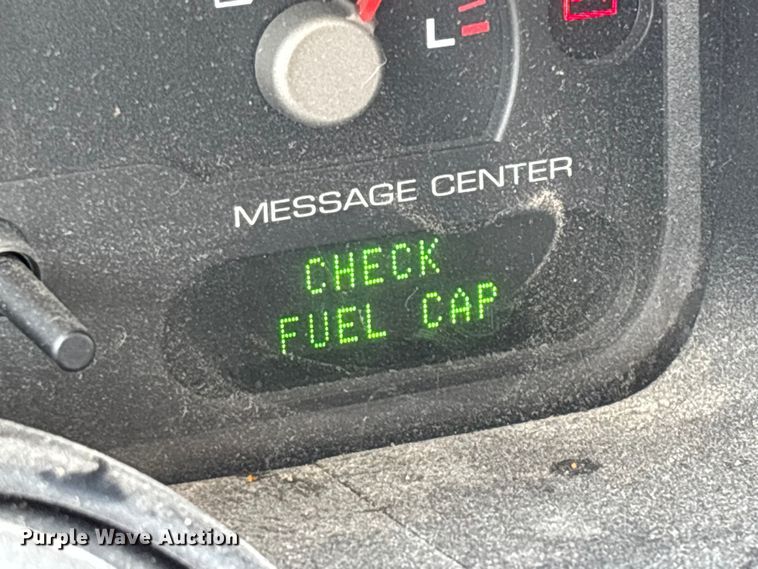 L
MESSAGE CENTER
CHECK
FUEL CAP
Purple Wave Auction